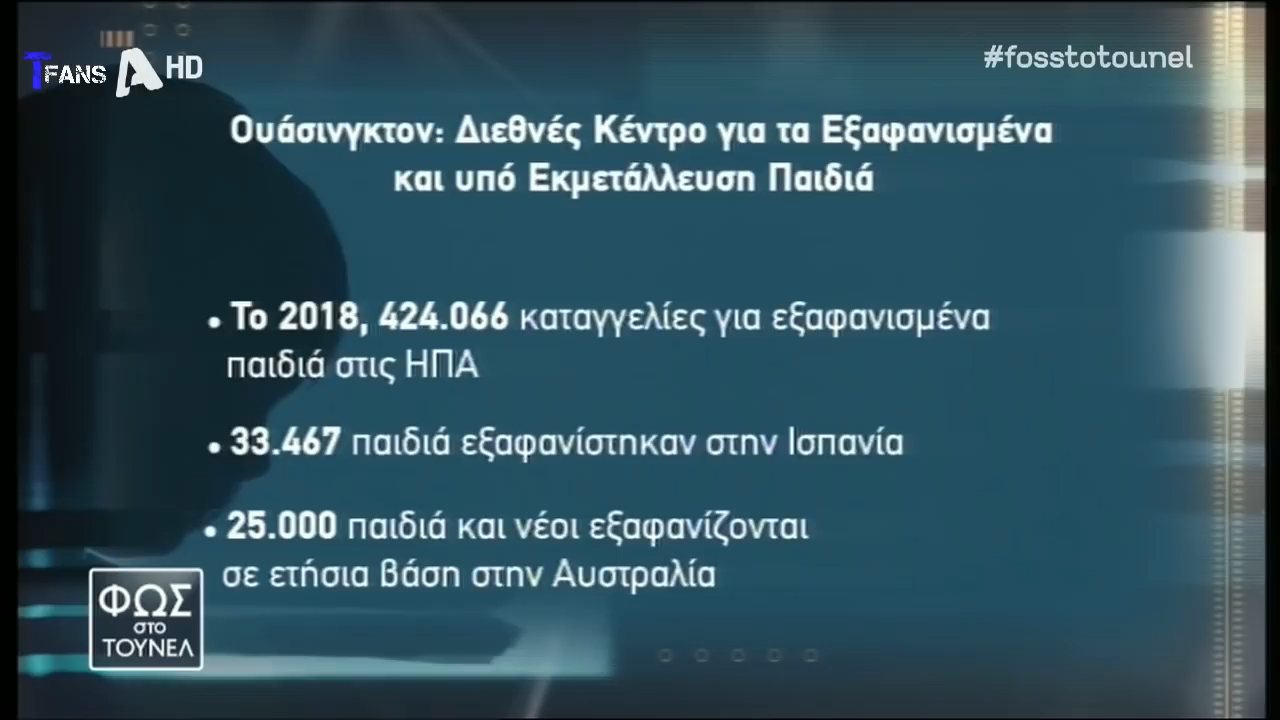 TFANS A HD
#fosstotounel
Ουάσινγκτον: Διεθνές Κέντρο για τα Εξαφανισμένα
και υπό Εκμετάλλευση Παιδιά
• Το 2018, 424.066 καταγγελίες για εξαφανισμένα
παιδιά στις ΗΠΑ
• 33.467 παιδιά εξαφανίστηκαν στην Ισπανία
• 25.000 παιδιά και νέοι εξαφανίζονται
σε ετήσια βάση στην Αυστραλία
ΦΩΣ
στο
ΤΟΥΝΕΛ